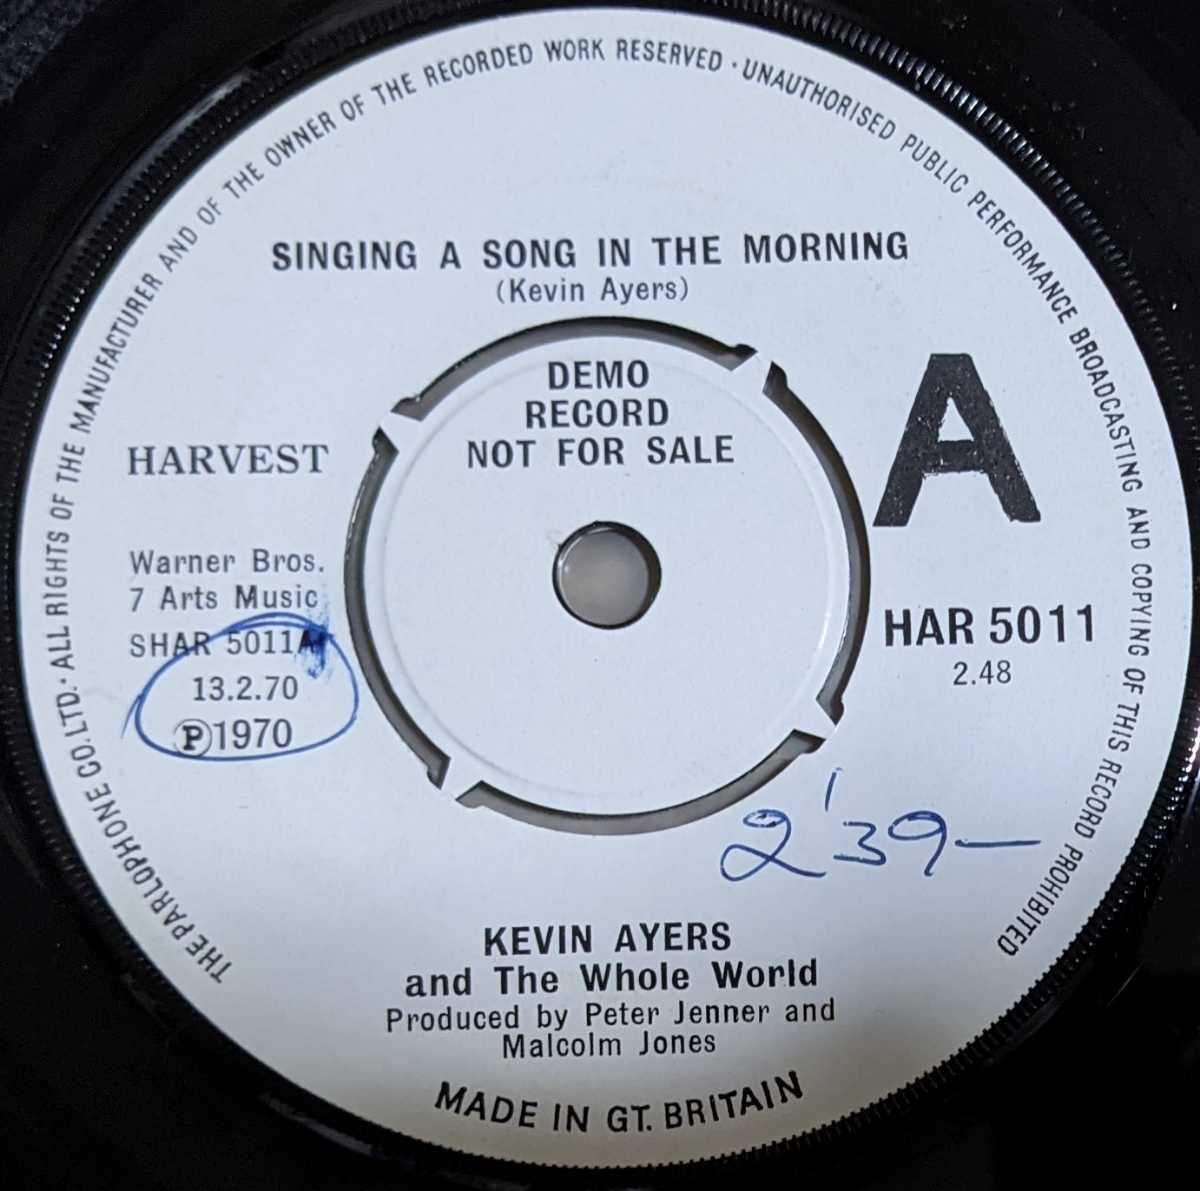 THE PARLOPHONE CO. LTD. · ALL RIGHTS OF THE MANUFACTURER AND OF THE OWNER OF THE RECORDED WORK RESERVED · UNAUTHORISED PUBLIC PERFORMANCE BROADCASTING AND COPYING OF THIS RECORD PROHIBITED
SINGING A SONG IN THE MORNING
(Kevin Ayers)
DEMO
RECORD
NOT FOR SALE
A
HARVEST
Warner Bros.
7 Arts Music
SHAR 5011A
13.2.70
℗1970
HAR 5011
2.48
2'39—
KEVIN AYERS
and The Whole World
Produced by Peter Jenner and
Malcolm Jones
MADE IN GT. BRITAIN